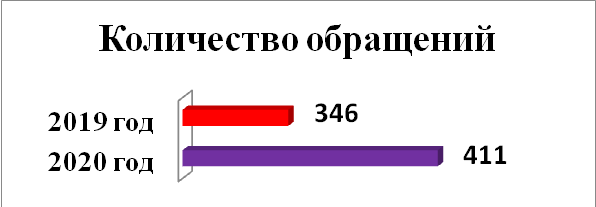 Количество обращений
2019 год 346
2020 год 411